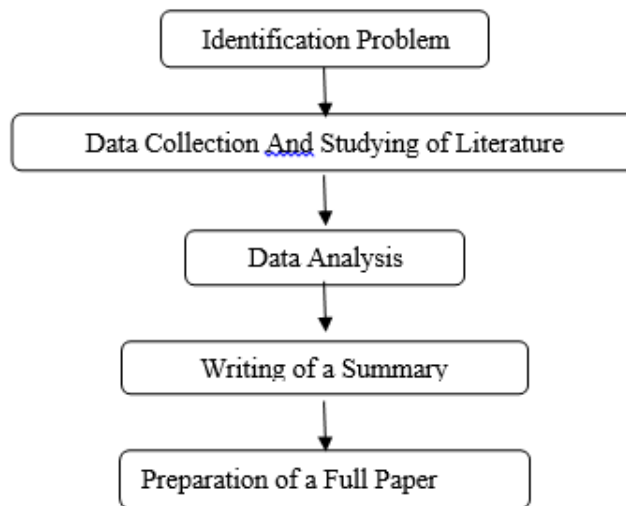 Identification Problem
Data Collection And Studying of Literature
Data Analysis
Writing of a Summary
Preparation of a Full Paper